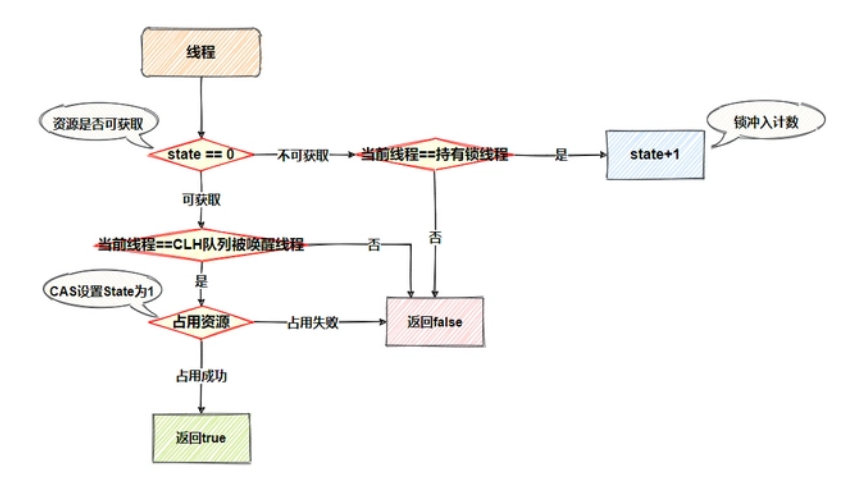 线程
资源是否可获取
锁冲入计数
state == 0
不可获取
当前线程==持有锁线程
是
state+1
可获取
当前线程==CLH队列被唤醒线程
否
否
是
CAS设置State为1
占用资源
占用失败
返回false
占用成功
返回true